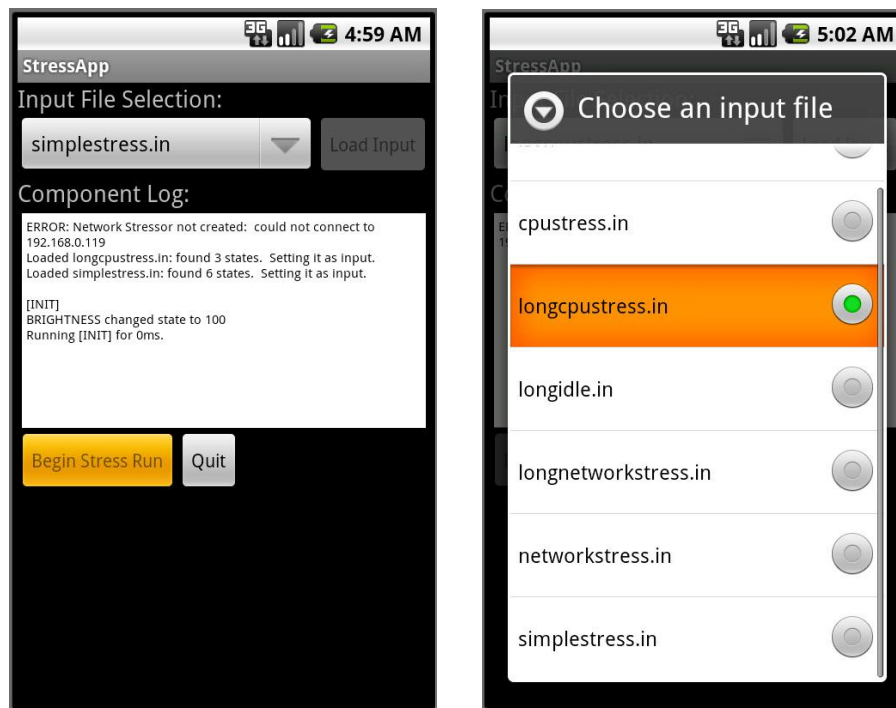 3G 4:59 AM
StressApp
Input File Selection:
simplestress.in
Load Input
Component Log:
ERROR: Network Stressor not created: could not connect to
192.168.0.119
Loaded longcpustress.in: found 3 states. Setting it as input.
Loaded simplestress.in: found 6 states. Setting it as input.
[INIT]
BRIGHTNESS changed state to 100
Running [INIT] for 0ms.
Begin Stress Run
Quit
3G 5:02 AM
StressApp
Choose an input file
cpustress.in
longcpustress.in
longidle.in
longnetworkstress.in
networkstress.in
simplestress.in